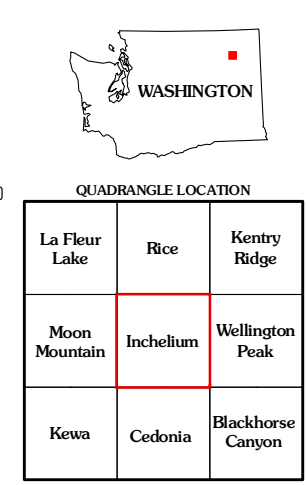 WASHINGTON
QUADRANGLE LOCATION
La Fleur
Lake
Rice
Kentry
Ridge
Moon
Mountain
Inchelium
Wellington
Peak
Kewa
Cedonia
Blackhorse
Canyon